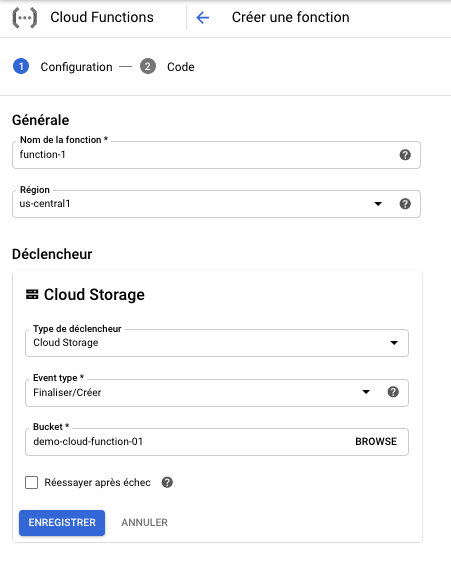 Cloud Functions
Créer une fonction
1 Configuration — 2 Code
Générale
Nom de la fonction *
function-1
Région
us-central1
Déclencheur
Cloud Storage
Type de déclencheur
Cloud Storage
Event type *
Finaliser/Créer
Bucket *
demo-cloud-function-01 BROWSE
Réessayer après échec
ENREGISTRER ANNULER